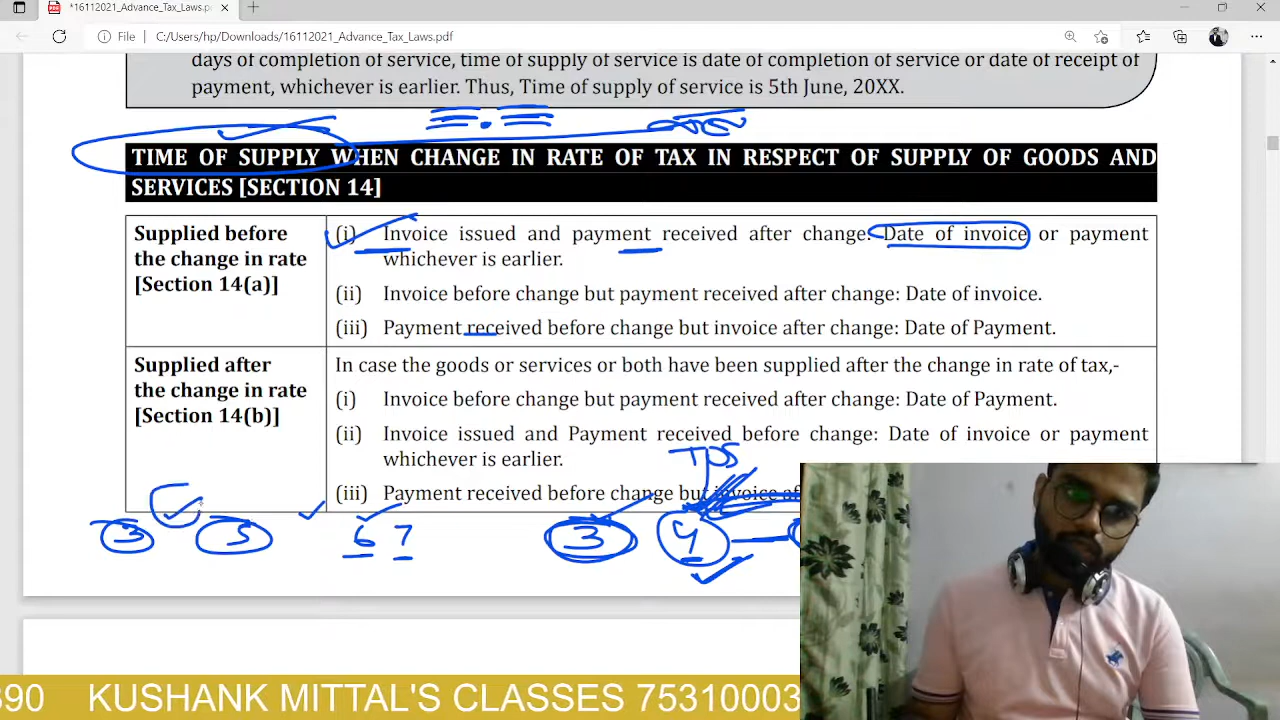 *16112021_Advance_Tax_Laws.pdf
File
C:/Users/hp/Downloads/16112021_Advance_Tax_Laws.pdf
days of completion of service, time of supply of service is date of completion of service or date of receipt of
payment, whichever is earlier. Thus, Time of supply of service is 5th June, 20XX.
TIME OF SUPPLY WHEN CHANGE IN RATE OF TAX IN RESPECT OF SUPPLY OF GOODS AND
SERVICES [SECTION 14]
Supplied before
the change in rate
[Section 14(a)]
(i) Invoice issued and payment received after change: Date of invoice or payment
whichever is earlier.
(ii) Invoice before change but payment received after change: Date of invoice.
(iii) Payment received before change but invoice after change: Date of Payment.
Supplied after
the change in rate
[Section 14(b)]
In case the goods or services or both have been supplied after the change in rate of tax,-
(i) Invoice before change but payment received after change: Date of Payment.
(ii) Invoice issued and Payment received before change: Date of invoice or payment
whichever is earlier.
(iii) Payment received before change but invoice
TOS
3 5 6 7 3 4
390 KUSHANK MITTAL'S CLASSES 75310003